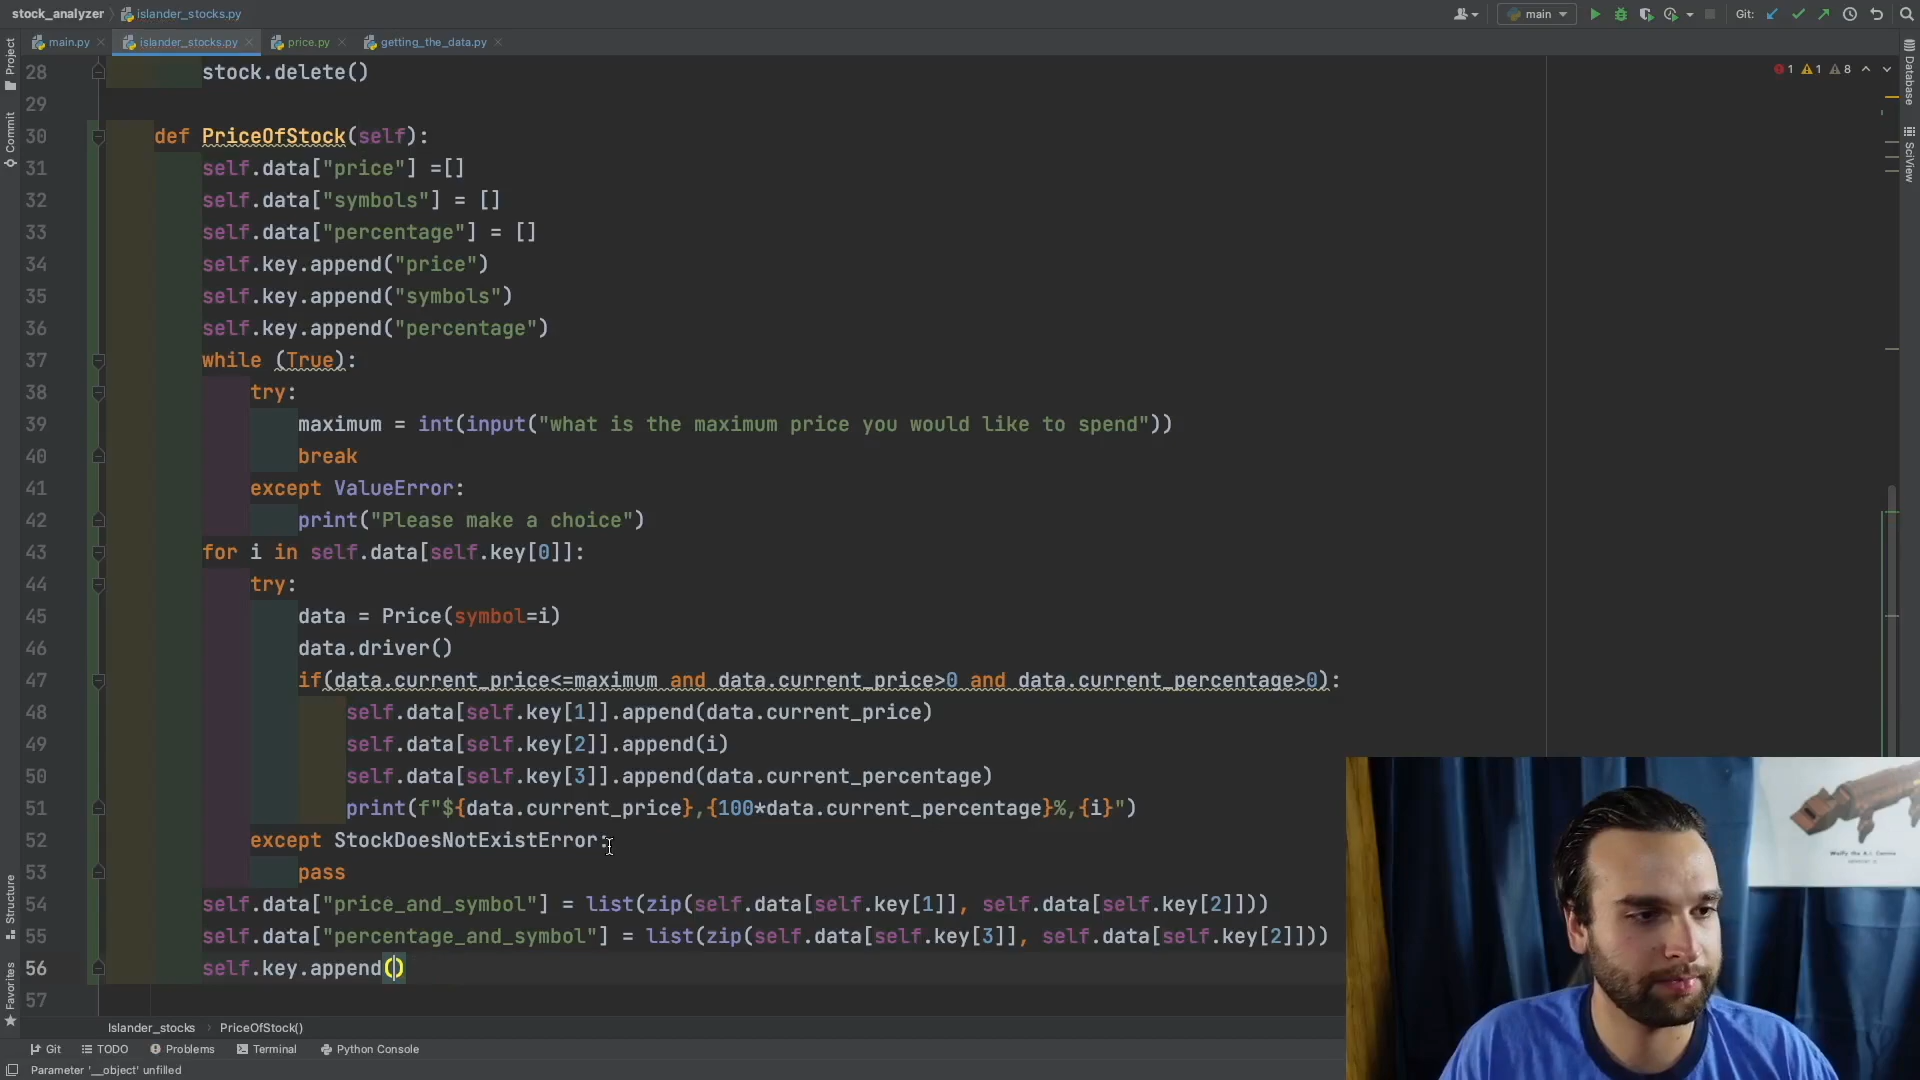 stock_analyzer islander_stocks.py main Git:
main.py islander_stocks.py price.py getting_the_data.py
Project
Commit
Structure
Favorites
Database
SciView
1 1 8
28 stock.delete()
29
30 def PriceOfStock(self):
31 self.data["price"] =[]
32 self.data["symbols"] = []
33 self.data["percentage"] = []
34 self.key.append("price")
35 self.key.append("symbols")
36 self.key.append("percentage")
37 while (True):
38 try:
39 maximum = int(input("what is the maximum price you would like to spend"))
40 break
41 except ValueError:
42 print("Please make a choice")
43 for i in self.data[self.key[0]]:
44 try:
45 data = Price(symbol=i)
46 data.driver()
47 if(data.current_price<=maximum and data.current_price>0 and data.current_percentage>0):
48 self.data[self.key[1]].append(data.current_price)
49 self.data[self.key[2]].append(i)
50 self.data[self.key[3]].append(data.current_percentage)
51 print(f"${data.current_price},{100*data.current_percentage}%,{i}")
52 except StockDoesNotExistError:
53 pass
54 self.data["price_and_symbol"] = list(zip(self.data[self.key[1]], self.data[self.key[2]]))
55 self.data["percentage_and_symbol"] = list(zip(self.data[self.key[3]], self.data[self.key[2]]))
56 self.key.append()
57
Islander_stocks PriceOfStock()
Git TODO Problems Terminal Python Console
Parameter '__object' unfilled